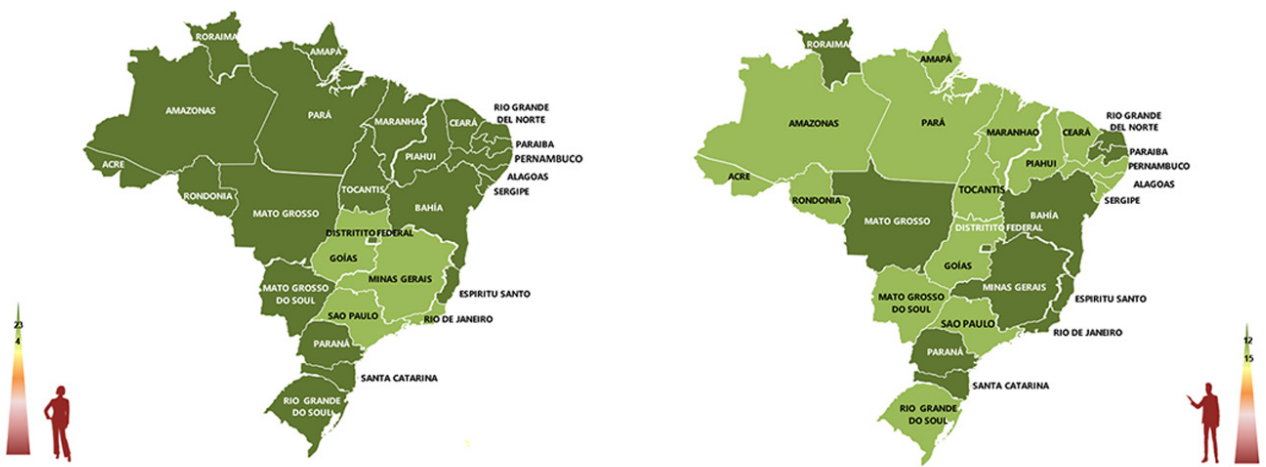 RORAIMA
AMAPÁ
AMAZONAS
PARÁ
MARANHAO
CEARÁ
RIO GRANDE
DEL NORTE
PARAIBA
PERNAMBUCO
ALAGOAS
SERGIPE
PIAHUI
ACRE
RONDONIA
TOCANTIS
MATO GROSSO
BAHÍA
DISTRITITO FEDERAL
GOÍAS
MINAS GERAIS
MATO GROSSO
DO SOUL
ESPIRITU SANTO
SAO PAULO
RIO DE JANEIRO
PARANÁ
SANTA CATARINA
RIO GRANDE
DO SOUL
23
4
RORAIMA
AMAPÁ
AMAZONAS
PARÁ
MARANHAO
CEARÁ
RIO GRANDE
DEL NORTE
PARAIBA
PERNAMBUCO
ALAGOAS
SERGIPE
PIAHUI
ACRE
RONDONIA
TOCANTIS
MATO GROSSO
BAHÍA
DISTRITITO FEDERAL
GOÍAS
MINAS GERAIS
MATO GROSSO
DO SOUL
ESPIRITU SANTO
SAO PAULO
RIO DE JANEIRO
PARANÁ
SANTA CATARINA
RIO GRANDE
DO SOUL
12
15